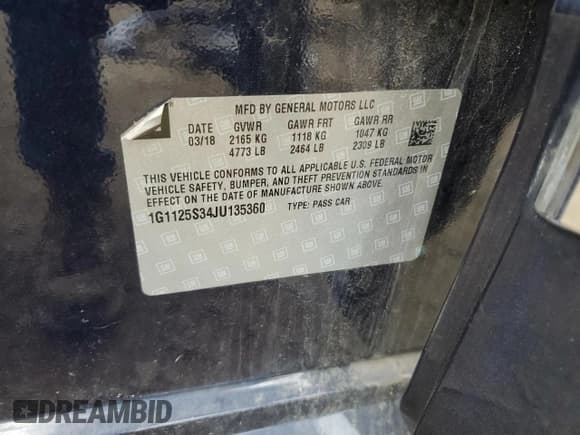 MFD BY GENERAL MOTORS LLC
DATE GVWR GAWR FRT GAWR RR
03/18 2165 KG 1118 KG 1047 KG
4773 LB 2464 LB 2309 LB
THIS VEHICLE CONFORMS TO ALL APPLICABLE U.S. FEDERAL MOTOR
VEHICLE SAFETY, BUMPER, AND THEFT PREVENTION STANDARDS IN
EFFECT ON THE DATE OF MANUFACTURE SHOWN ABOVE.
1G1125S34JU135360 TYPE: PASS CAR
DREAMBID